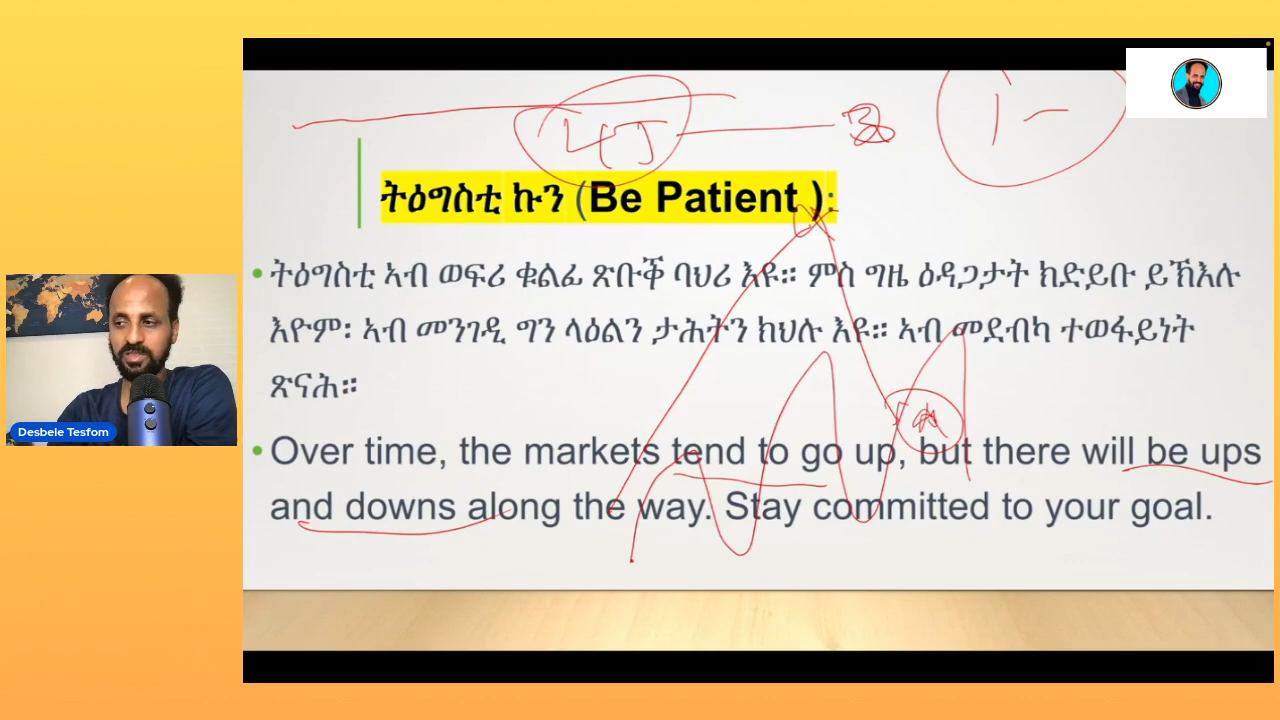 ትዕግስቲ ኩን (Be Patient ):
• ትዕግስቲ ኣብ ወፍሪ ቁልፊ ጽቡቕ ባህሪ እዩ። ምስ ግዜ ዕዳጋታት ክድይቡ ይኽእሉ
እዮም፡ ኣብ መንገዲ ግን ላዕልን ታሕትን ክህሉ እዩ። ኣብ መደብካ ተወፋይነት
ጽናሕ።
Desbele Tesfom
• Over time, the markets tend to go up, but there will be ups
and downs along the way. Stay committed to your goal.